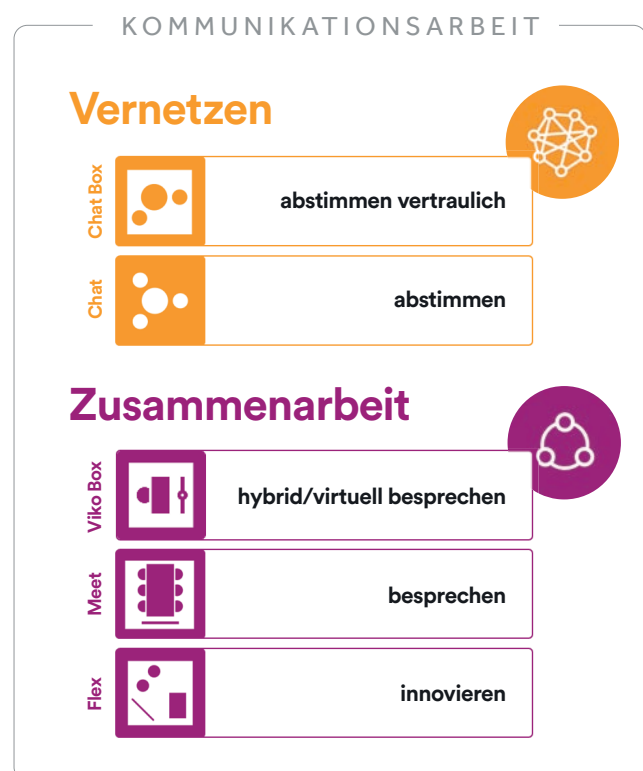 KOMMUNIKATIONSARBEIT
Vernetzen
Chat Box
abstimmen vertraulich
Chat
abstimmen
Zusammenarbeit
Viko Box
hybrid/virtuell besprechen
Meet
besprechen
Flex
innovieren